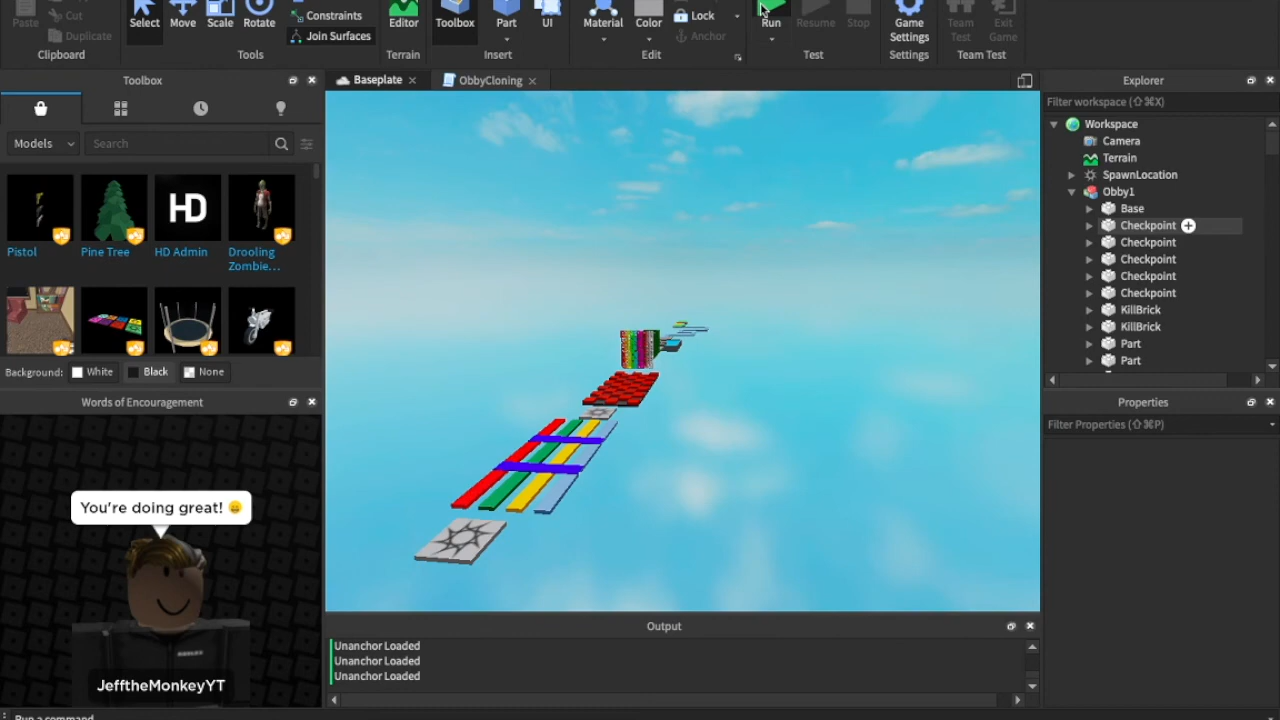 Paste
Cut
Duplicate
Clipboard
Select
Move
Scale
Rotate
Constraints
Join Surfaces
Tools
Editor
Terrain
Toolbox
Part
UI
Insert
Material
Color
Lock
Anchor
Edit
Run
Resume
Stop
Test
Game
Settings
Settings
Team
Test
Exit
Game
Team Test
Toolbox
Models
Search
Pistol
Pine Tree
HD
HD Admin
Drooling
Zombie...
Background:
White
Black
None
Words of Encouragement
You're doing great! 😀
ROBLOX
JefftheMonkeyYT
Baseplate
ObbyCloning
Output
Unanchor Loaded
Unanchor Loaded
Unanchor Loaded
Explorer
Filter workspace (⇧⌘X)
Workspace
Camera
Terrain
SpawnLocation
Obby1
Base
Checkpoint
Checkpoint
Checkpoint
Checkpoint
Checkpoint
KillBrick
KillBrick
Part
Part
Properties
Filter Properties (⇧⌘P)
Run a command